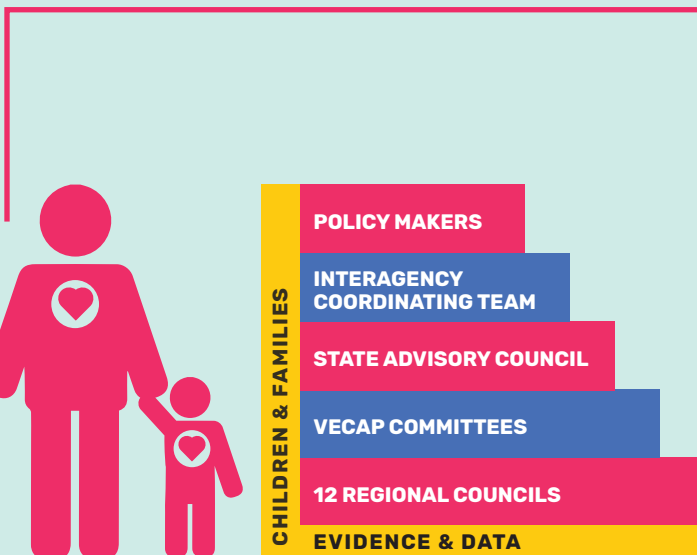 CHILDREN & FAMILIES
POLICY MAKERS
INTERAGENCY
COORDINATING TEAM
STATE ADVISORY COUNCIL
VECAP COMMITTEES
12 REGIONAL COUNCILS
EVIDENCE & DATA